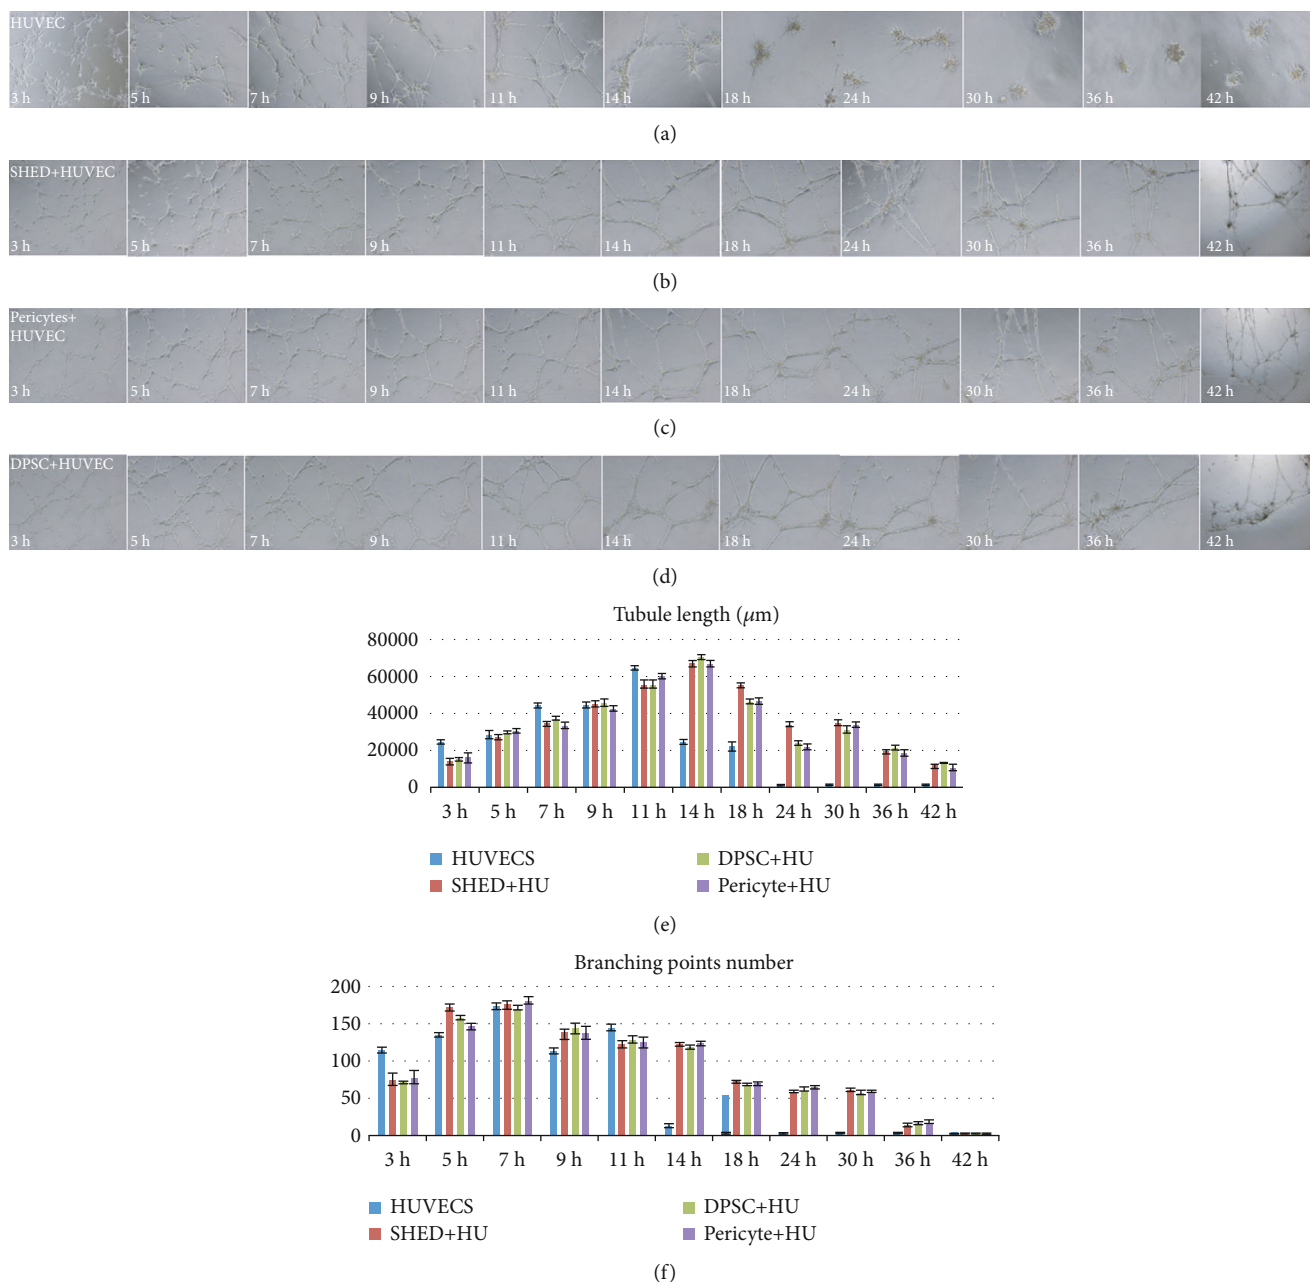 HUVEC
3 h 5 h 7 h 9 h 11 h 14 h 18 h 24 h 30 h 36 h 42 h
(a)
SHED+HUVEC
3 h 5 h 7 h 9 h 11 h 14 h 18 h 24 h 30 h 36 h 42 h
(b)
Pericytes+
HUVEC
3 h 5 h 7 h 9 h 11 h 14 h 18 h 24 h 30 h 36 h 42 h
(c)
DPSC+HUVEC
3 h 5 h 7 h 9 h 11 h 14 h 18 h 24 h 30 h 36 h 42 h
(d)
Tubule length (μm)
80000
60000
40000
20000
0
3 h 5 h 7 h 9 h 11 h 14 h 18 h 24 h 30 h 36 h 42 h
HUVECS DPSC+HU
SHED+HU Pericyte+HU
(e)
Branching points number
200
150
100
50
0
3 h 5 h 7 h 9 h 11 h 14 h 18 h 24 h 30 h 36 h 42 h
HUVECS DPSC+HU
SHED+HU Pericyte+HU
(f)